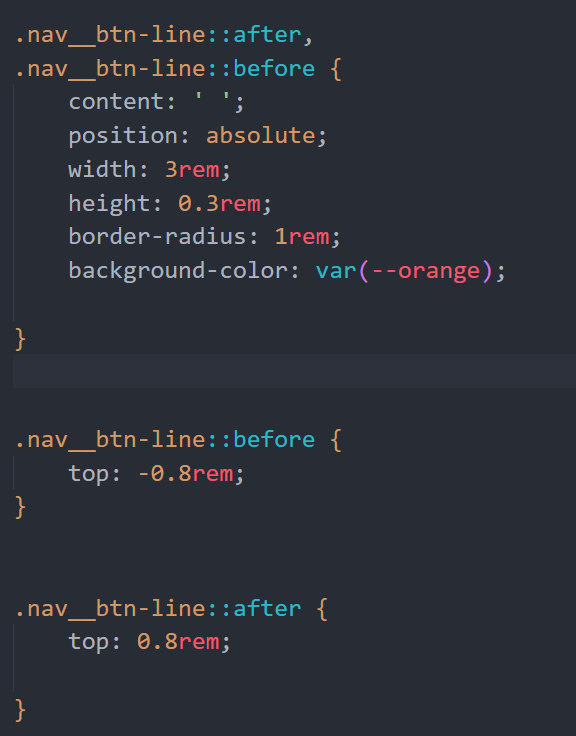 .nav__btn-line::after,
.nav__btn-line::before {
    content: ' ';
    position: absolute;
    width: 3rem;
    height: 0.3rem;
    border-radius: 1rem;
    background-color: var(--orange);
}
.nav__btn-line::before {
    top: -0.8rem;
}
.nav__btn-line::after {
    top: 0.8rem;
}